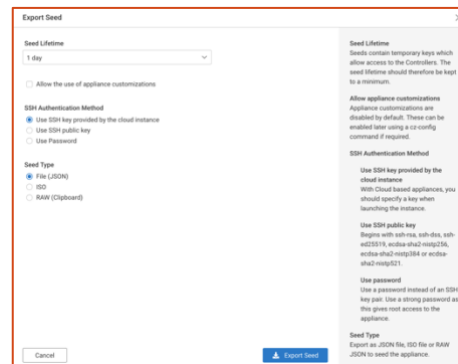 Export Seed
Seed Lifetime
1 day
Allow the use of appliance customizations
SSH Authentication Method
Use SSH key provided by the cloud instance
Use SSH public key
Use Password
Seed Type
File (JSON)
ISO
RAW (Clipboard)
Cancel
Export Seed
Seed Lifetime
Seeds contain temporary keys which
allow access to the Controllers. The
seed lifetime should therefore be kept
to a minimum.
Allow appliance customizations
Appliance customizations are
disabled by default. These can be
enabled later using a cz-config
command if required.
SSH Authentication Method
Use SSH key provided by the
cloud instance
With Cloud based appliances, you
should specify a key when
launching the instance.
Use SSH public key
Begins with ssh-rsa, ssh-dss, ssh-
ed25519, ecdsa-sha2-nistp256,
ecdsa-sha2-nistp384 or ecdsa-
sha2-nistp521.
Use password
Use a password instead of an SSH
key pair. Use a strong password as
this gives root access to the
appliance.
Seed Type
Export as JSON file, ISO file or RAW
JSON to seed the appliance.